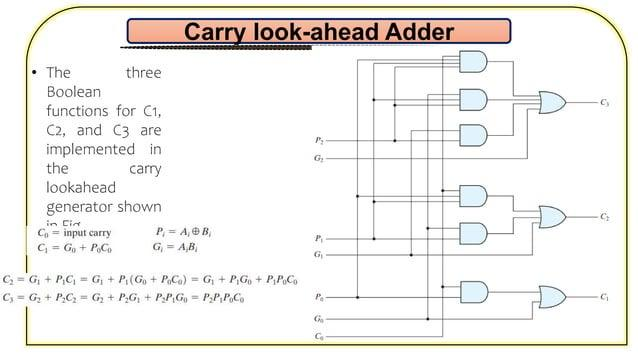 Carry look-ahead Adder
• The three
Boolean
functions for C1,
C2, and C3 are
implemented in
the carry
lookahead
generator shown
in Fig
C₀ = input carry
Pᵢ = Aᵢ ⊕ Bᵢ
C₁ = G₀ + P₀C₀
Gᵢ = AᵢBᵢ
C₂ = G₁ + P₁C₁ = G₁ + P₁(G₀ + P₀C₀) = G₁ + P₁G₀ + P₁P₀C₀
C₃ = G₂ + P₂C₂ = G₂ + P₂G₁ + P₂P₁G₀ = P₂P₁P₀C₀
C₃
P₂
G₂
C₂
P₁
G₁
P₀
C₁
G₀
C₀